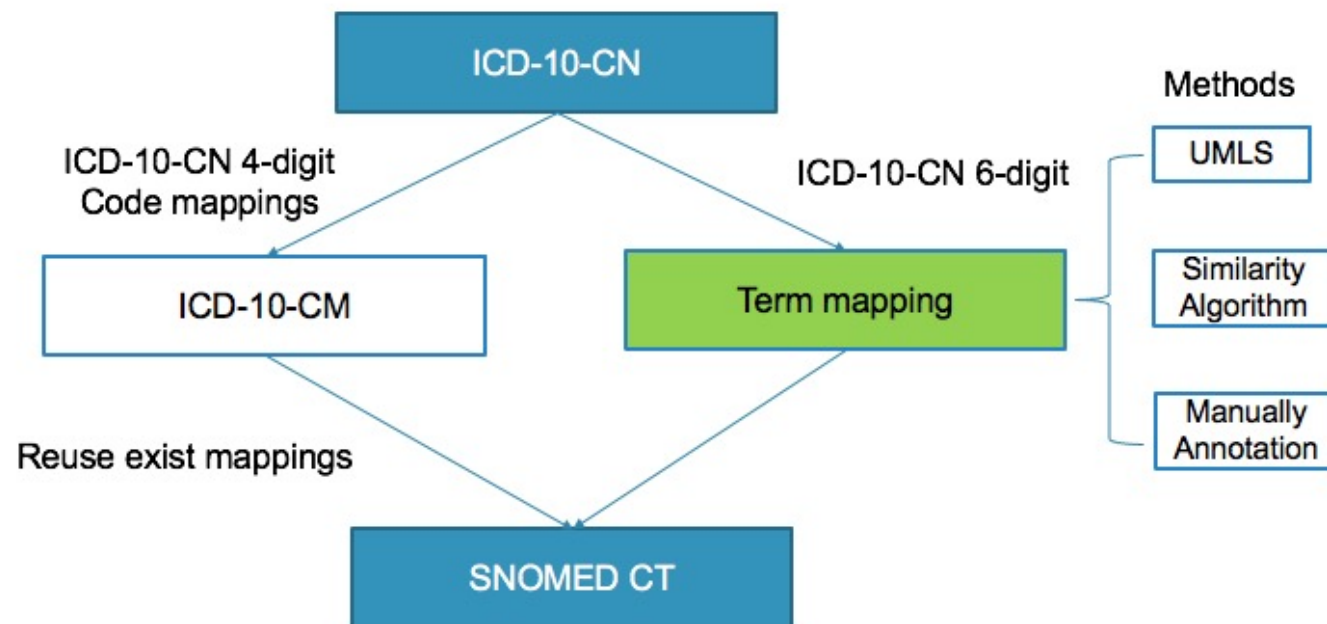 ICD-10-CN
Methods
UMLS
ICD-10-CN 4-digit
Code mappings
ICD-10-CN 6-digit
ICD-10-CM
Term mapping
Similarity
Algorithm
Manually
Annotation
Reuse exist mappings
SNOMED CT